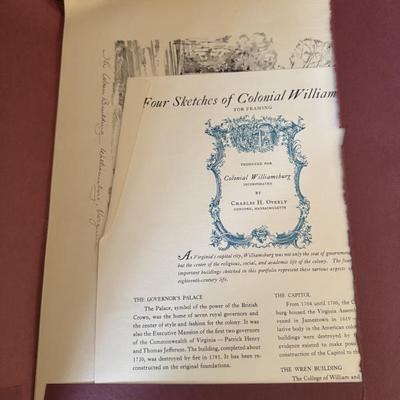 The Wren Building, Williamsburg, Virginia
Four Sketches of Colonial William
FOR FRAMING
PRODUCED FOR
Colonial Williamsburg
INCORPORATED
BY
CHARLES H. OVERLY
CONCORD, MASSACHUSETTS
As Virginia's capital city, Williamsburg was not only the seat of government
but the center of the religious, social, and academic life of the colony. The four
important buildings sketched in this portfolio represent these various aspects of
eighteenth-century life.
THE GOVERNOR'S PALACE
The Palace, symbol of the power of the British
Crown, was the home of seven royal governors and
the center of style and fashion for the colony. It was
also the Executive Mansion of the first two governors
of the Commonwealth of Virginia — Patrick Henry
and Thomas Jefferson. The building, completed about
1720, was destroyed by fire in 1781. It has been re-
constructed on the original foundations.
THE CAPITOL
From 1704 until 1780, the C
burg housed the Virginia Assem
moved in Jamestown in 1619
lative body in the American colon
buildings were destroyed by
evidence existed to make poss
construction of the Capitol to th
THE WREN BUILDING
The College of William and